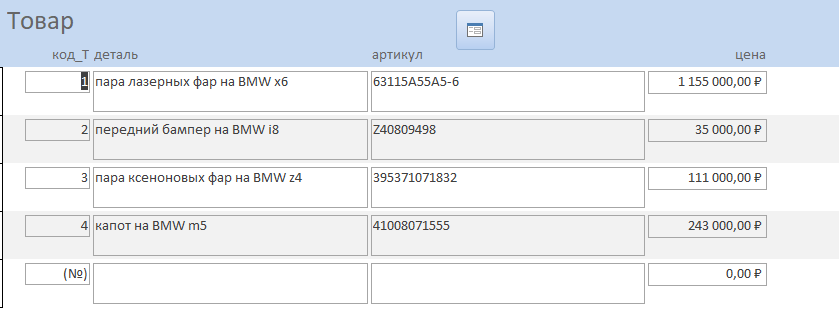 Товар
код_Т деталь артикул цена
1 пара лазерных фар на BMW x6 63115A55A5-6 1 155 000,00 ₽
2 передний бампер на BMW i8 Z40809498 35 000,00 ₽
3 пара ксеноновых фар на BMW z4 395371071832 111 000,00 ₽
4 капот на BMW m5 41008071555 243 000,00 ₽
(№) 0,00 ₽